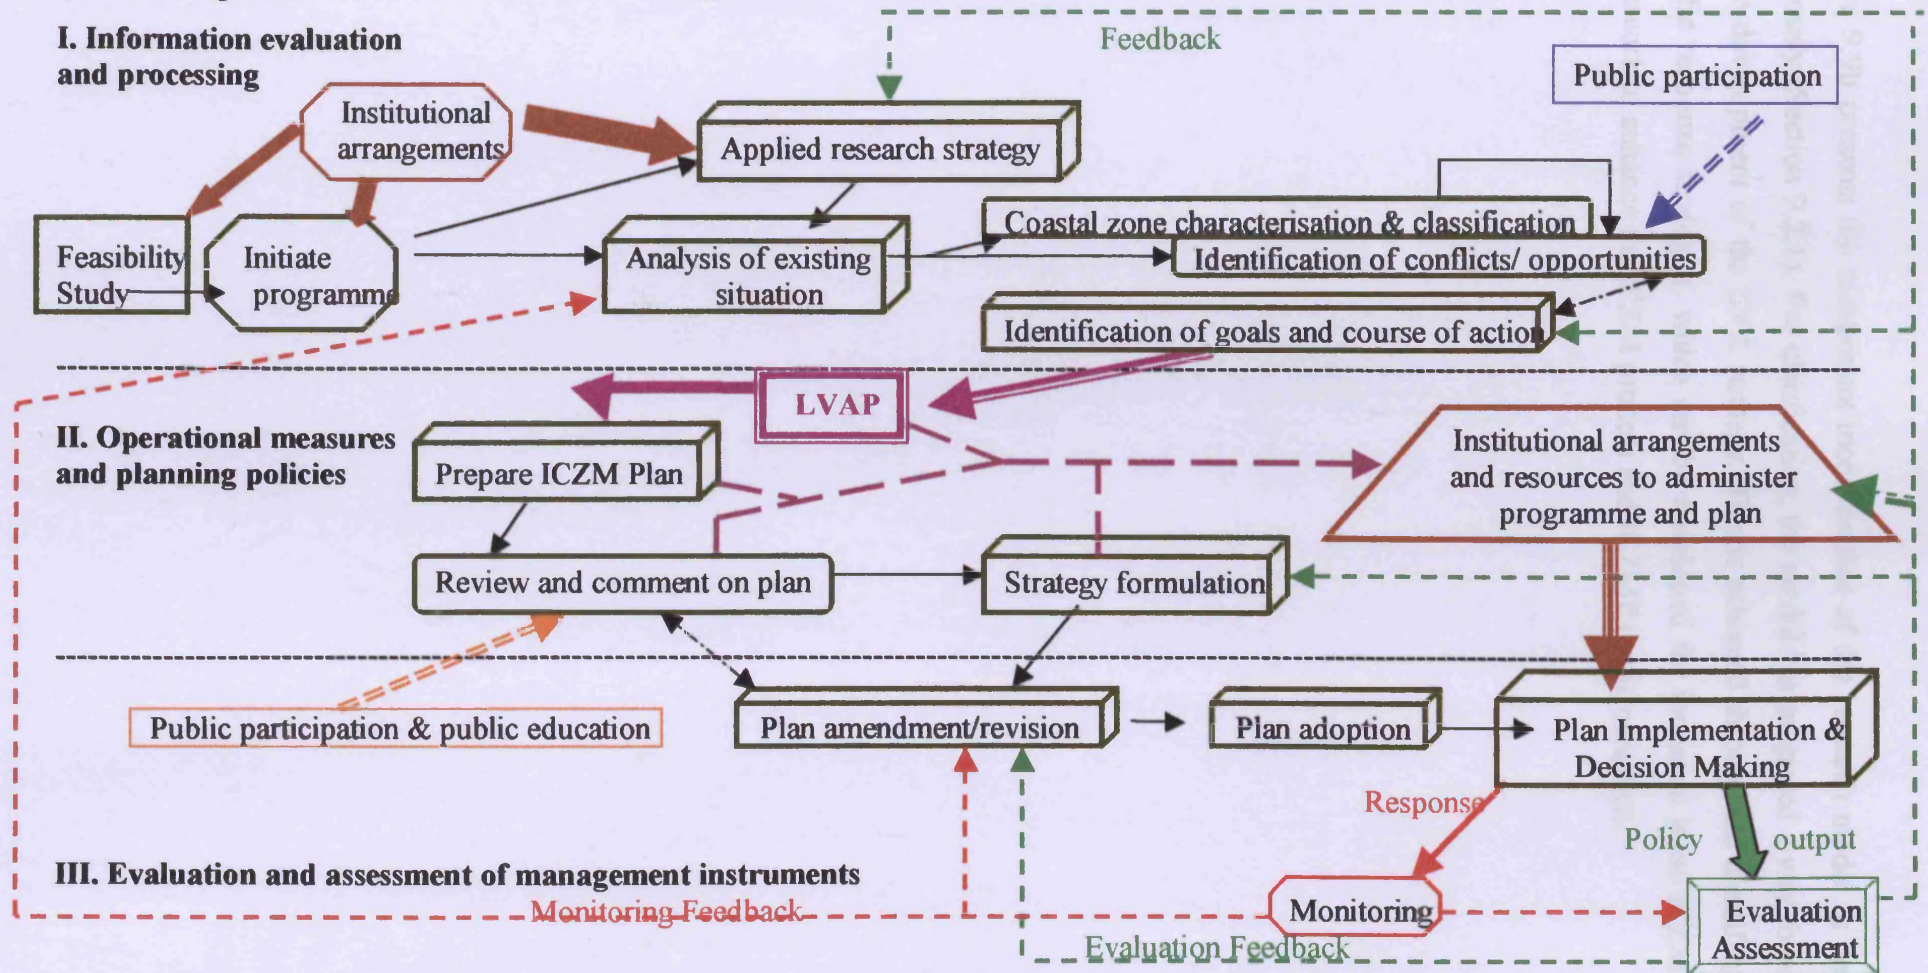 I. Information evaluation
and processing
Feedback
Public participation
Institutional
arrangements
Applied research strategy
Coastal zone characterisation & classification
Feasibility
Study
Initiate
programme
Analysis of existing
situation
Identification of conflicts/ opportunities
Identification of goals and course of action
LVAP
II. Operational measures
and planning policies
Prepare ICZM Plan
Institutional arrangements
and resources to administer
programme and plan
Review and comment on plan
Strategy formulation
Public participation & public education
Plan amendment/revision
Plan adoption
Plan Implementation &
Decision Making
Response
Policy output
III. Evaluation and assessment of management instruments
Monitoring Feedback
Monitoring
Evaluation
Assessment
Evaluation Feedback